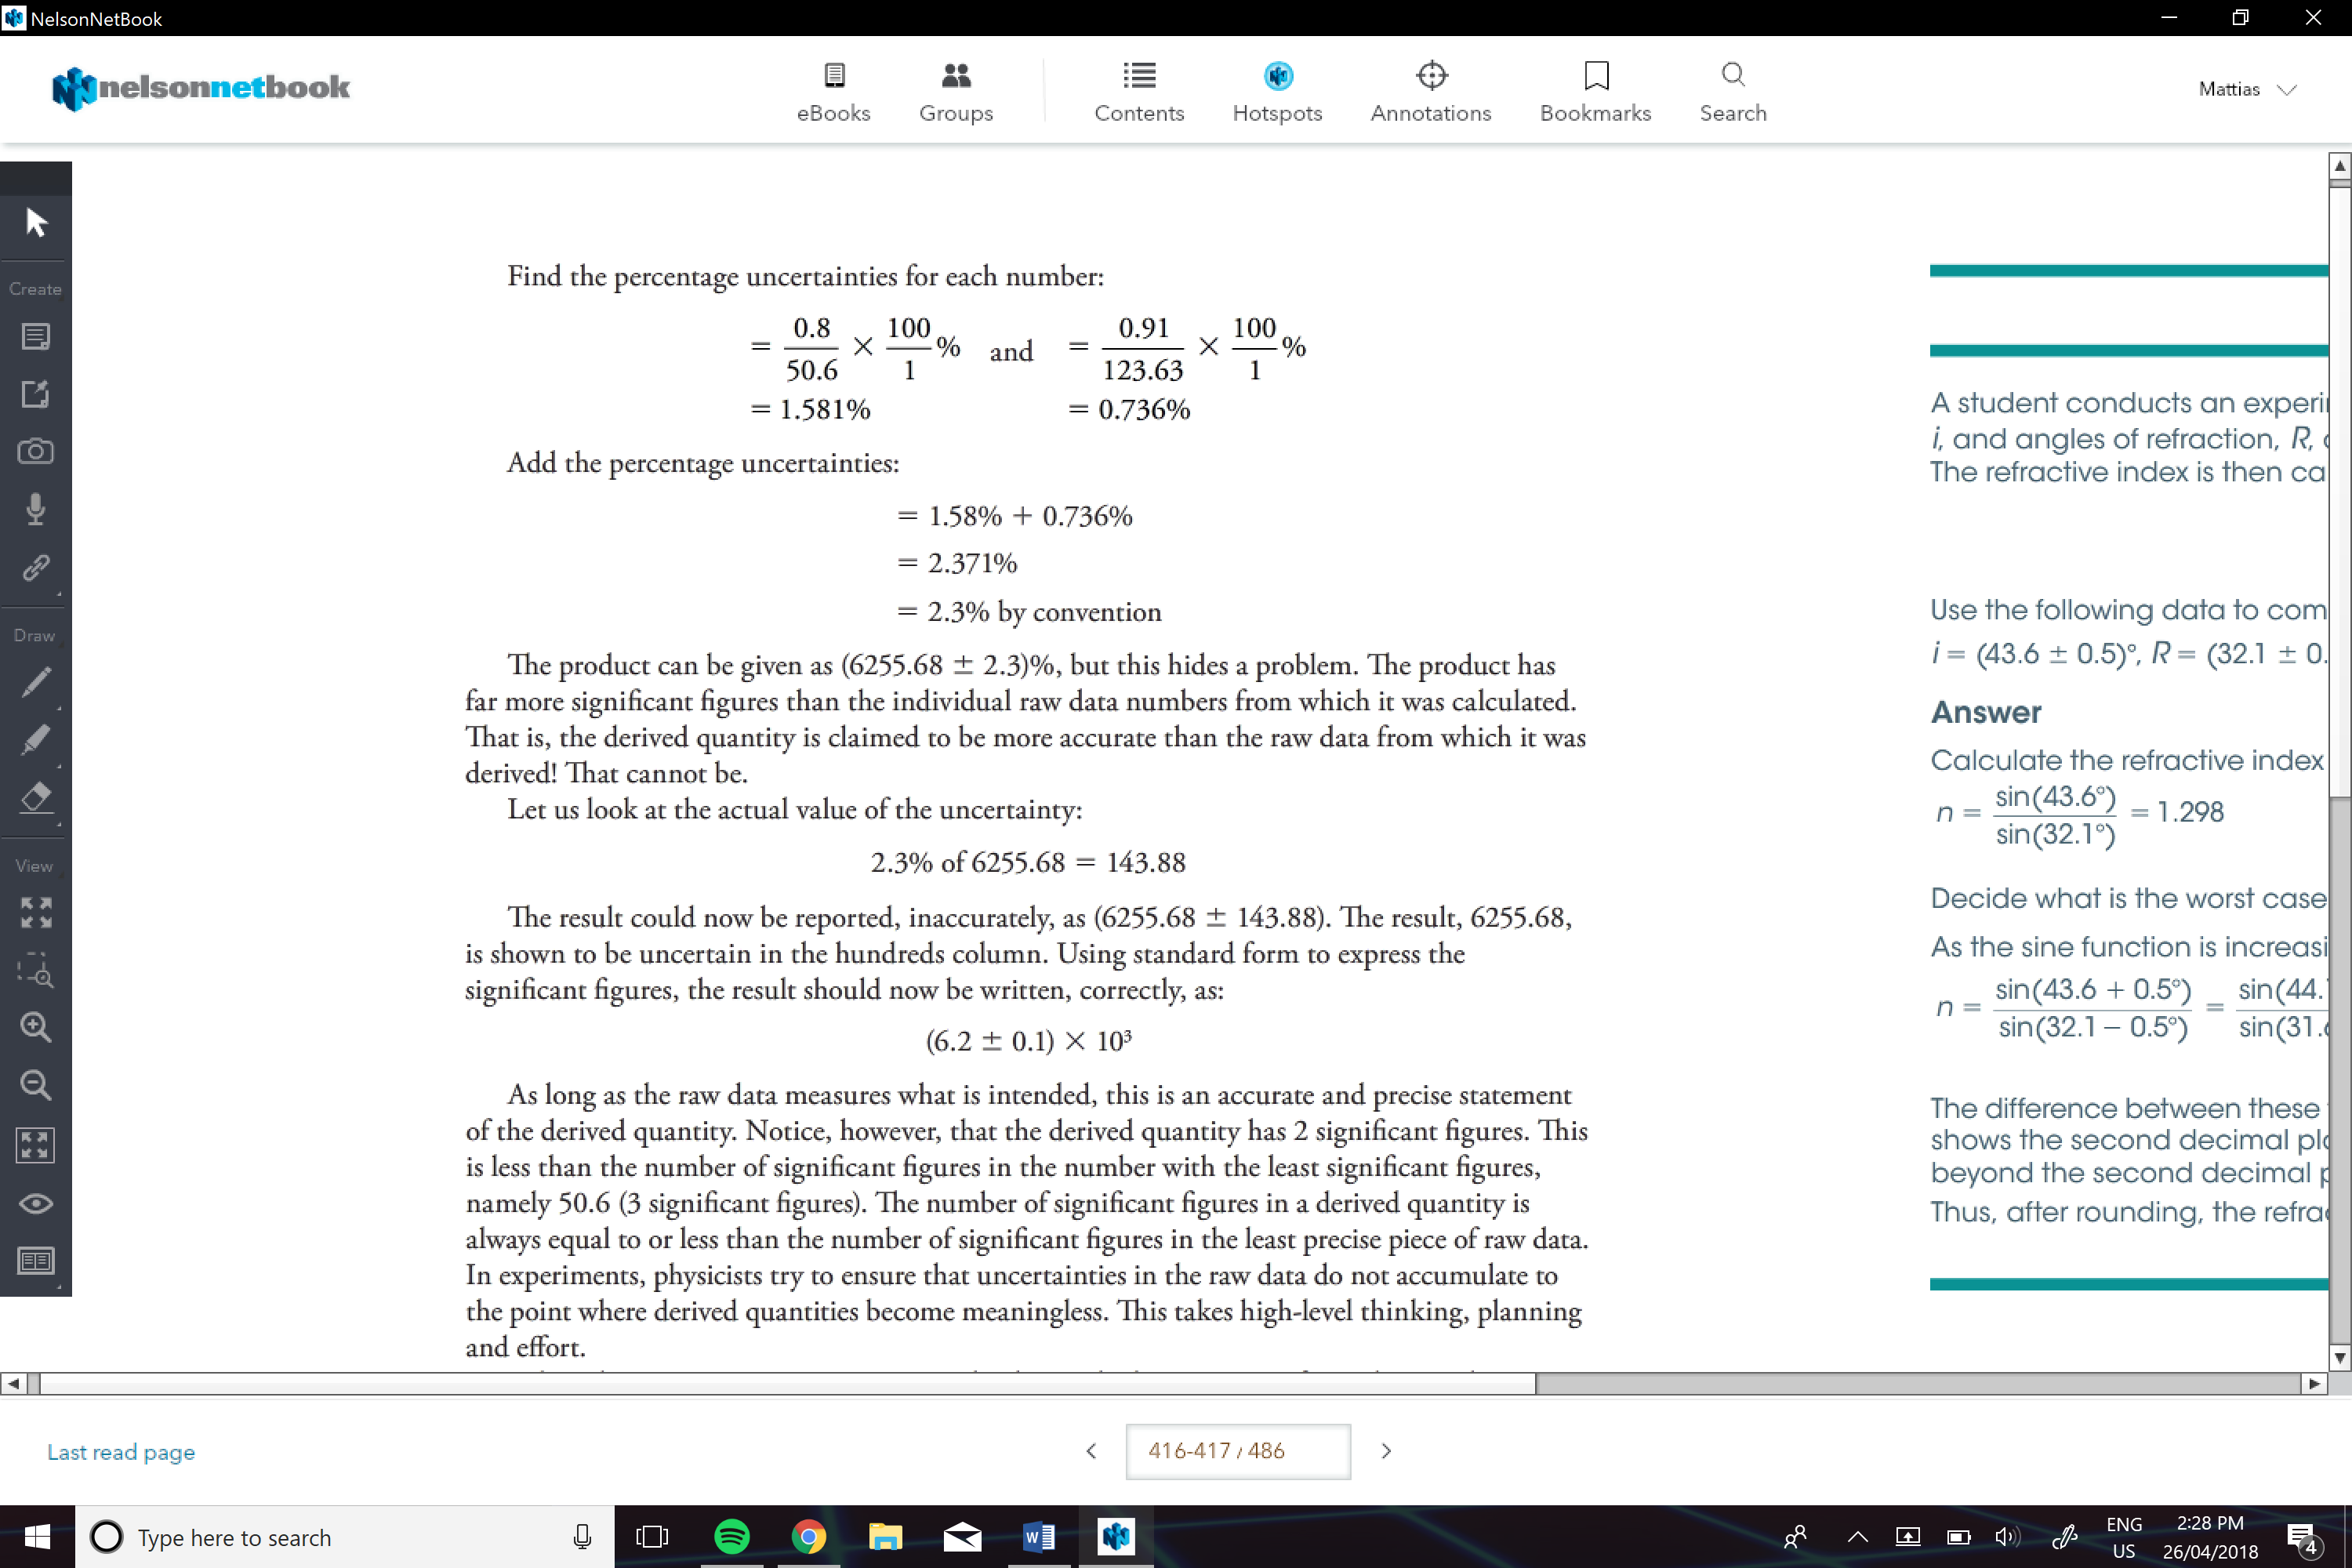 NelsonNetBook
nelsonnetbook
eBooks
Groups
Contents
Hotspots
Annotations
Bookmarks
Search
Mattias
Create
Draw
View
Find the percentage uncertainties for each number:
= 0.8/50.6 × 100/1 % and = 0.91/123.63 × 100/1 %
= 1.581% = 0.736%
Add the percentage uncertainties:
= 1.58% + 0.736%
= 2.371%
= 2.3% by convention
The product can be given as (6255.68 ± 2.3)%, but this hides a problem. The product has
far more significant figures than the individual raw data numbers from which it was calculated.
That is, the derived quantity is claimed to be more accurate than the raw data from which it was
derived! That cannot be.
Let us look at the actual value of the uncertainty:
2.3% of 6255.68 = 143.88
The result could now be reported, inaccurately, as (6255.68 ± 143.88). The result, 6255.68,
is shown to be uncertain in the hundreds column. Using standard form to express the
significant figures, the result should now be written, correctly, as:
(6.2 ± 0.1) × 10³
As long as the raw data measures what is intended, this is an accurate and precise statement
of the derived quantity. Notice, however, that the derived quantity has 2 significant figures. This
is less than the number of significant figures in the number with the least significant figures,
namely 50.6 (3 significant figures). The number of significant figures in a derived quantity is
always equal to or less than the number of significant figures in the least precise piece of raw data.
In experiments, physicists try to ensure that uncertainties in the raw data do not accumulate to
the point where derived quantities become meaningless. This takes high-level thinking, planning
and effort.
A student conducts an
i, and angles of refraction, R,
The refractive index is then
Use the following data to
i = (43.6 ± 0.5)°, R = (32.1 ± 0.
Answer
Calculate the refractive index
n = sin(43.6°)/sin(32.1°) = 1.298
Decide what is the worst case
As the sine function is
n = sin(43.6 + 0.5°)/sin(32.1 – 0.5°) = sin(44./sin(31.
The difference between these
shows the second decimal
beyond the second decimal
Thus, after rounding, the
Last read page
416-417 / 486
Type here to search
ENG
US
2:28 PM
26/04/2018
4